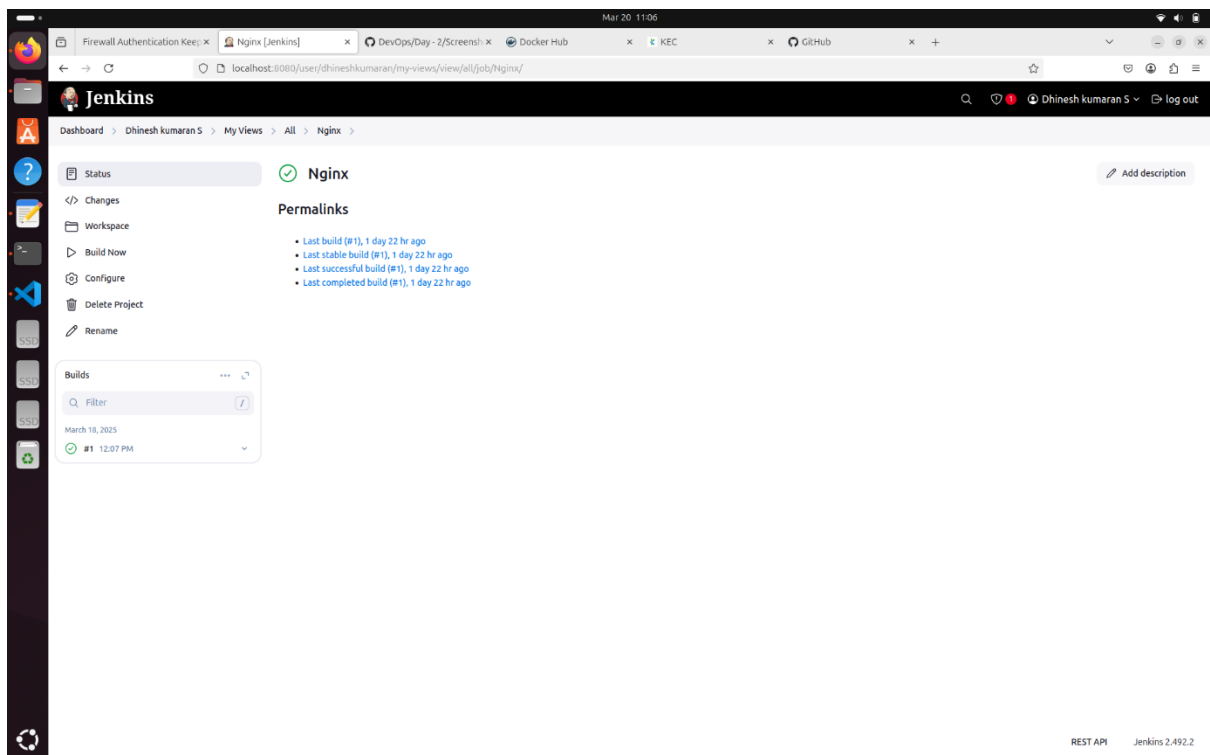 Mar 20 11:06
Firewall Authentication Keep
Nginx [Jenkins]
DevOps/Day - 2/Screensh
Docker Hub
KEC
GitHub
localhost:8080/user/dhineshkumaran/my-views/view/all/job/Nginx/
Jenkins
1
Dhinesh kumaran S
log out
Dashboard > Dhinesh kumaran S > My Views > All > Nginx >
Status
Changes
Workspace
Build Now
Configure
Delete Project
Rename
Nginx
Add description
Permalinks
Last build (#1), 1 day 22 hr ago
Last stable build (#1), 1 day 22 hr ago
Last successful build (#1), 1 day 22 hr ago
Last completed build (#1), 1 day 22 hr ago
Builds
Filter
/
March 18, 2025
#1 12:07 PM
SSD
SSD
SSD
REST API
Jenkins 2.492.2